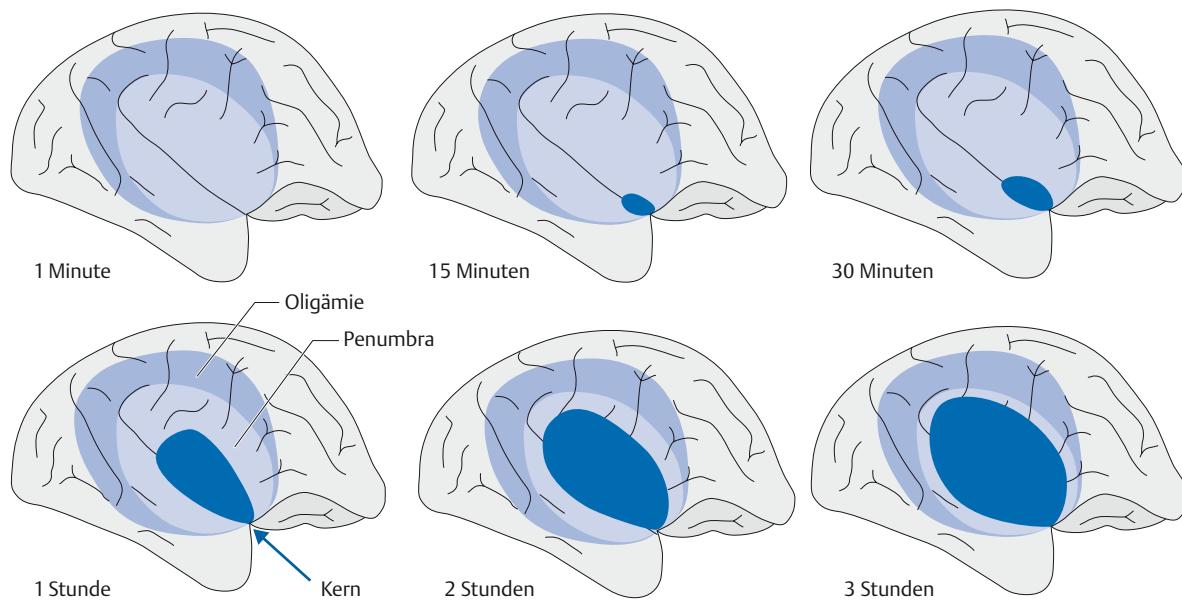 1 Minute
15 Minuten
30 Minuten
Oligämie
Penumbra
1 Stunde
Kern
2 Stunden
3 Stunden